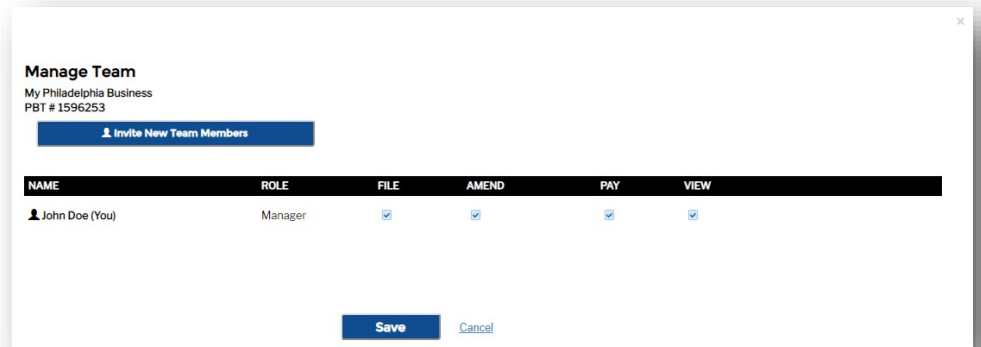 ×
Manage Team
My Philadelphia Business
PBT # 1596253
Invite New Team Members
NAME ROLE FILE AMEND PAY VIEW
John Doe (You) Manager
Save Cancel